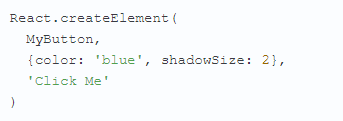 React.createElement(
  MyButton,
  {color: 'blue', shadowSize: 2},
  'Click Me'
)